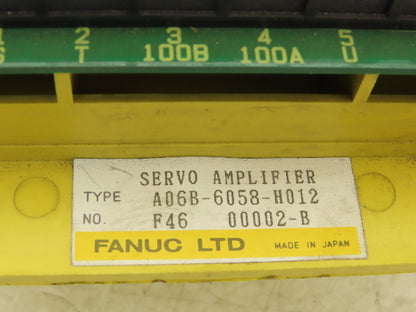 1 2 3 4 5
S T 100B 100A U
SERVO AMPLIFIER
TYPE A06B-6058-H012
NO. F46 00002-B
FANUC LTD MADE IN JAPAN